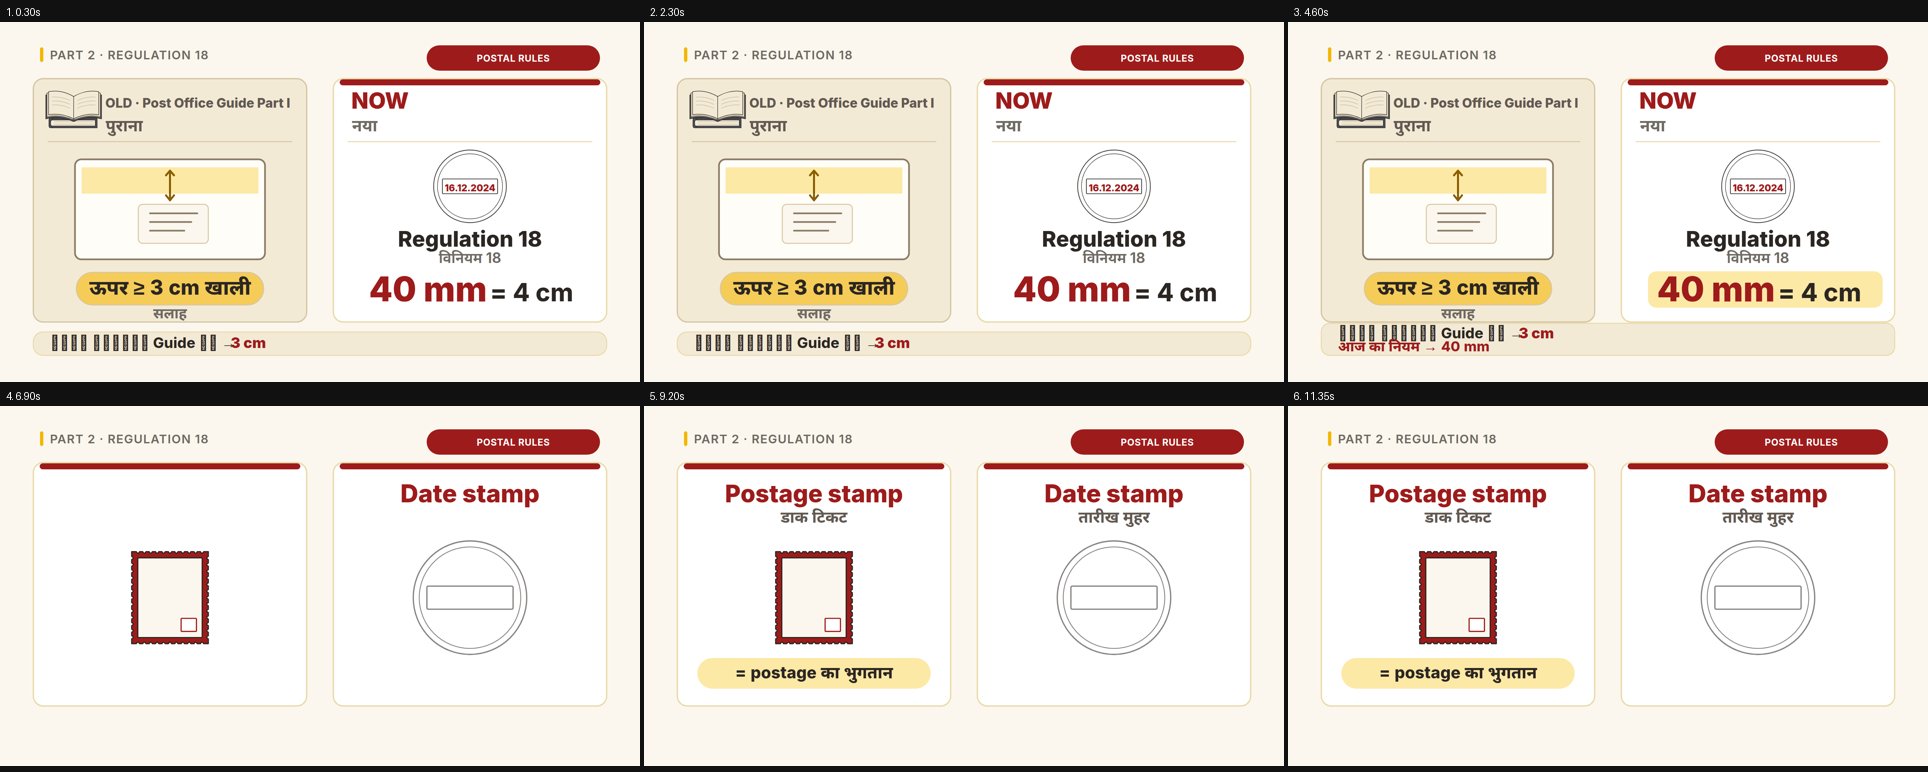 1. 0.30s
PART 2 · REGULATION 18
POSTAL RULES
OLD · Post Office Guide Part I
पुराना
NOW
नया
16.12.2024
Regulation 18
विनियम 18
ऊपर ≥ 3 cm खाली
40 mm = 4 cm
सलाह
Guide → 3 cm
2. 2.30s
PART 2 · REGULATION 18
POSTAL RULES
OLD · Post Office Guide Part I
पुराना
NOW
नया
16.12.2024
Regulation 18
विनियम 18
ऊपर ≥ 3 cm खाली
40 mm = 4 cm
सलाह
Guide → 3 cm
3. 4.60s
PART 2 · REGULATION 18
POSTAL RULES
OLD · Post Office Guide Part I
पुराना
NOW
नया
16.12.2024
Regulation 18
विनियम 18
ऊपर ≥ 3 cm खाली
40 mm = 4 cm
सलाह
Guide → 3 cm
आज का नियम → 40 mm
4. 6.90s
PART 2 · REGULATION 18
POSTAL RULES
Date stamp
5. 9.20s
PART 2 · REGULATION 18
POSTAL RULES
Postage stamp
डाक टिकट
Date stamp
तारीख मुहर
= postage का भुगतान
6. 11.35s
PART 2 · REGULATION 18
POSTAL RULES
Postage stamp
डाक टिकट
Date stamp
तारीख मुहर
= postage का भुगतान